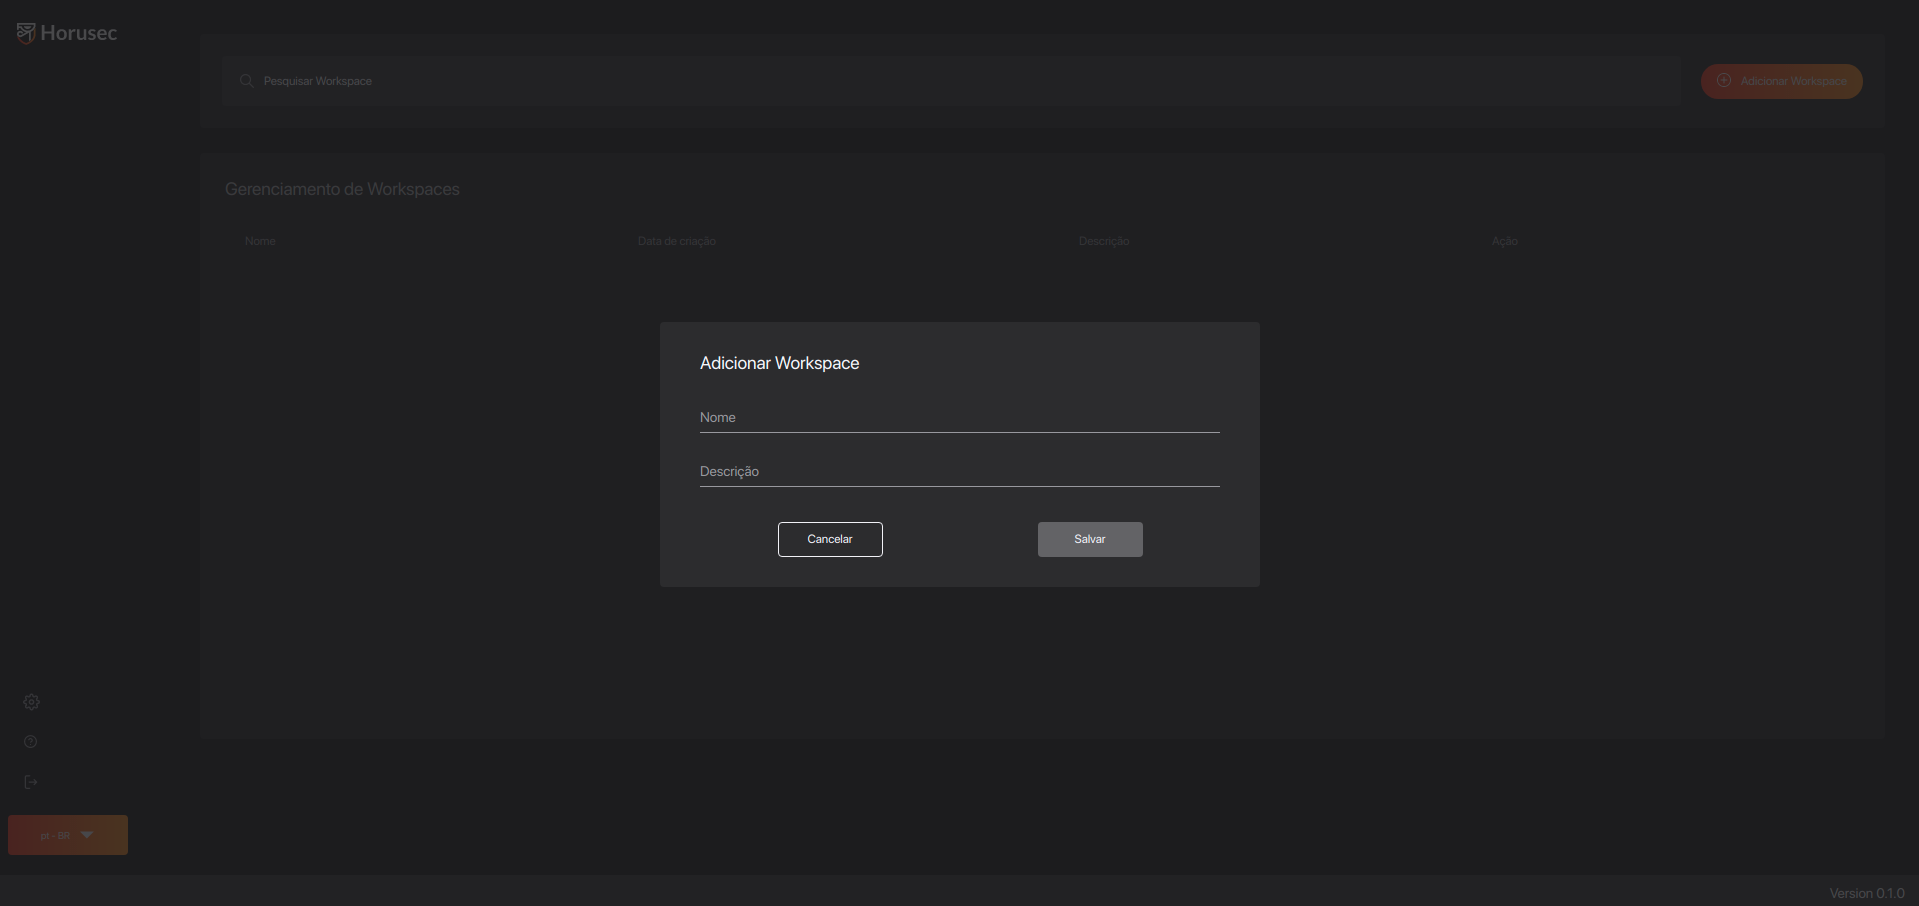 Horusec
Pesquisar Workspace
Adicionar Workspace
Gerenciamento de Workspaces
Nome
Data de criação
Descrição
Ação
Adicionar Workspace
Nome
Descrição
Cancelar
Salvar
pt - BR
Version 0.1.0